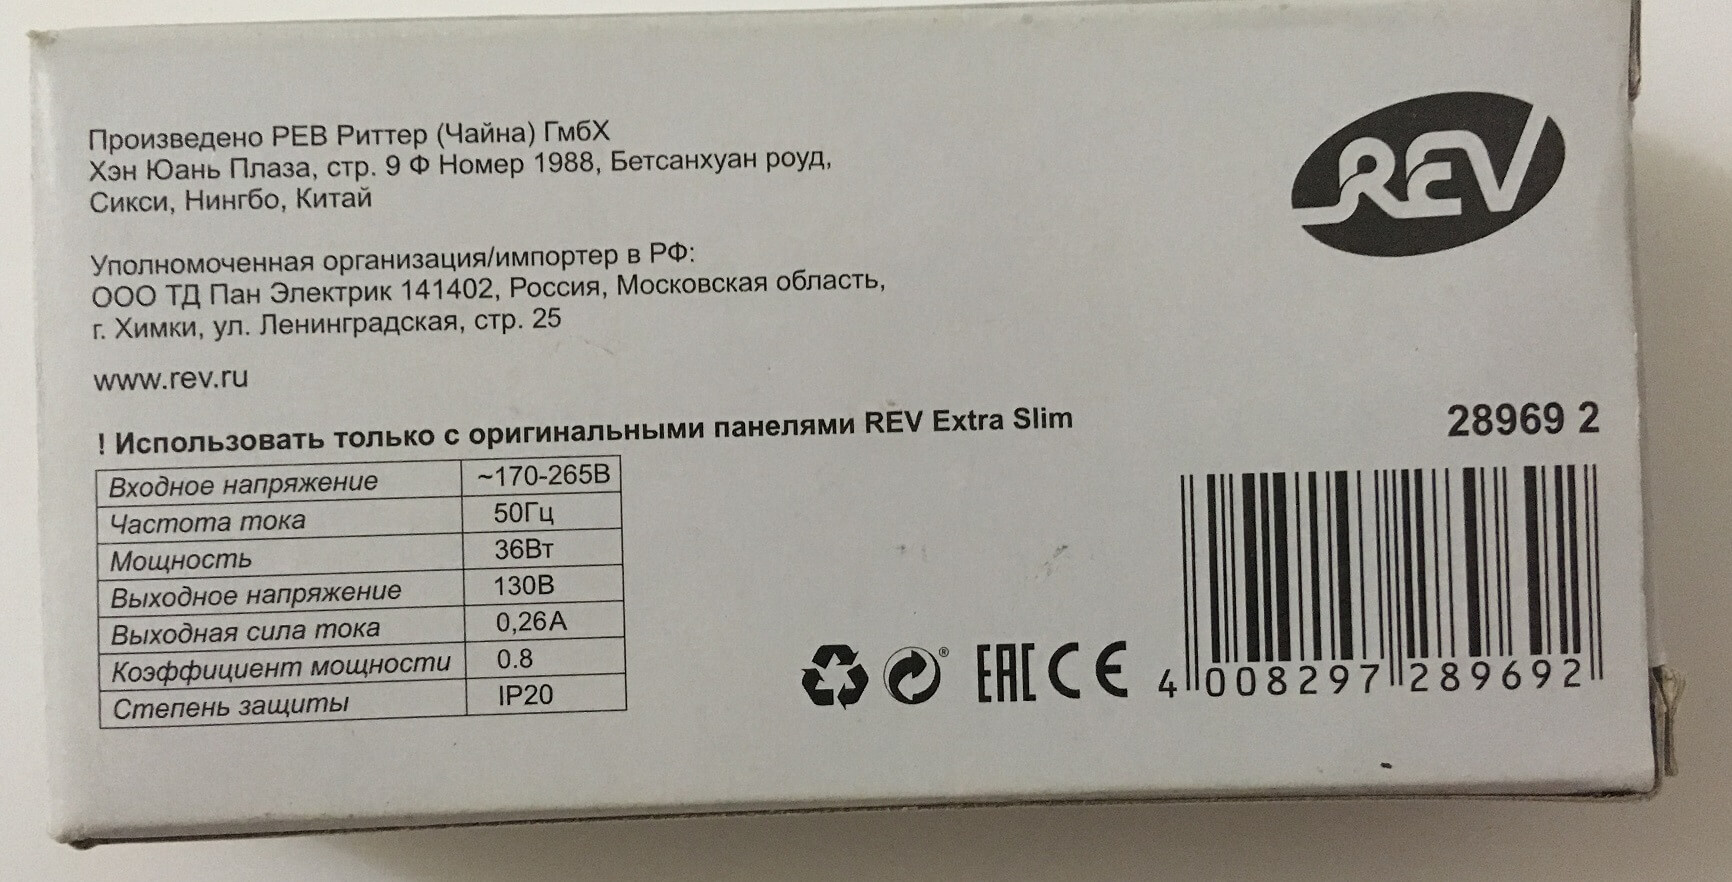 Произведено РЕВ Риттер (Чайна) ГмбХ
Хэн Юань Плаза, стр. 9 Ф Номер 1988, Бетсанхуан роуд,
Сикси, Нингбо, Китай
Уполномоченная организация/импортер в РФ:
ООО ТД Пан Электрик 141402, Россия, Московская область,
г. Химки, ул. Ленинградская, стр. 25
www.rev.ru
! Использовать только с оригинальными панелями REV Extra Slim
Входное напряжение ~170-265В
Частота тока 50Гц
Мощность 36Вт
Выходное напряжение 130В
Выходная сила тока 0,26А
Коэффициент мощности 0.8
Степень защиты IP20
REV
28969 2
® EAC CE
4 008297 289692